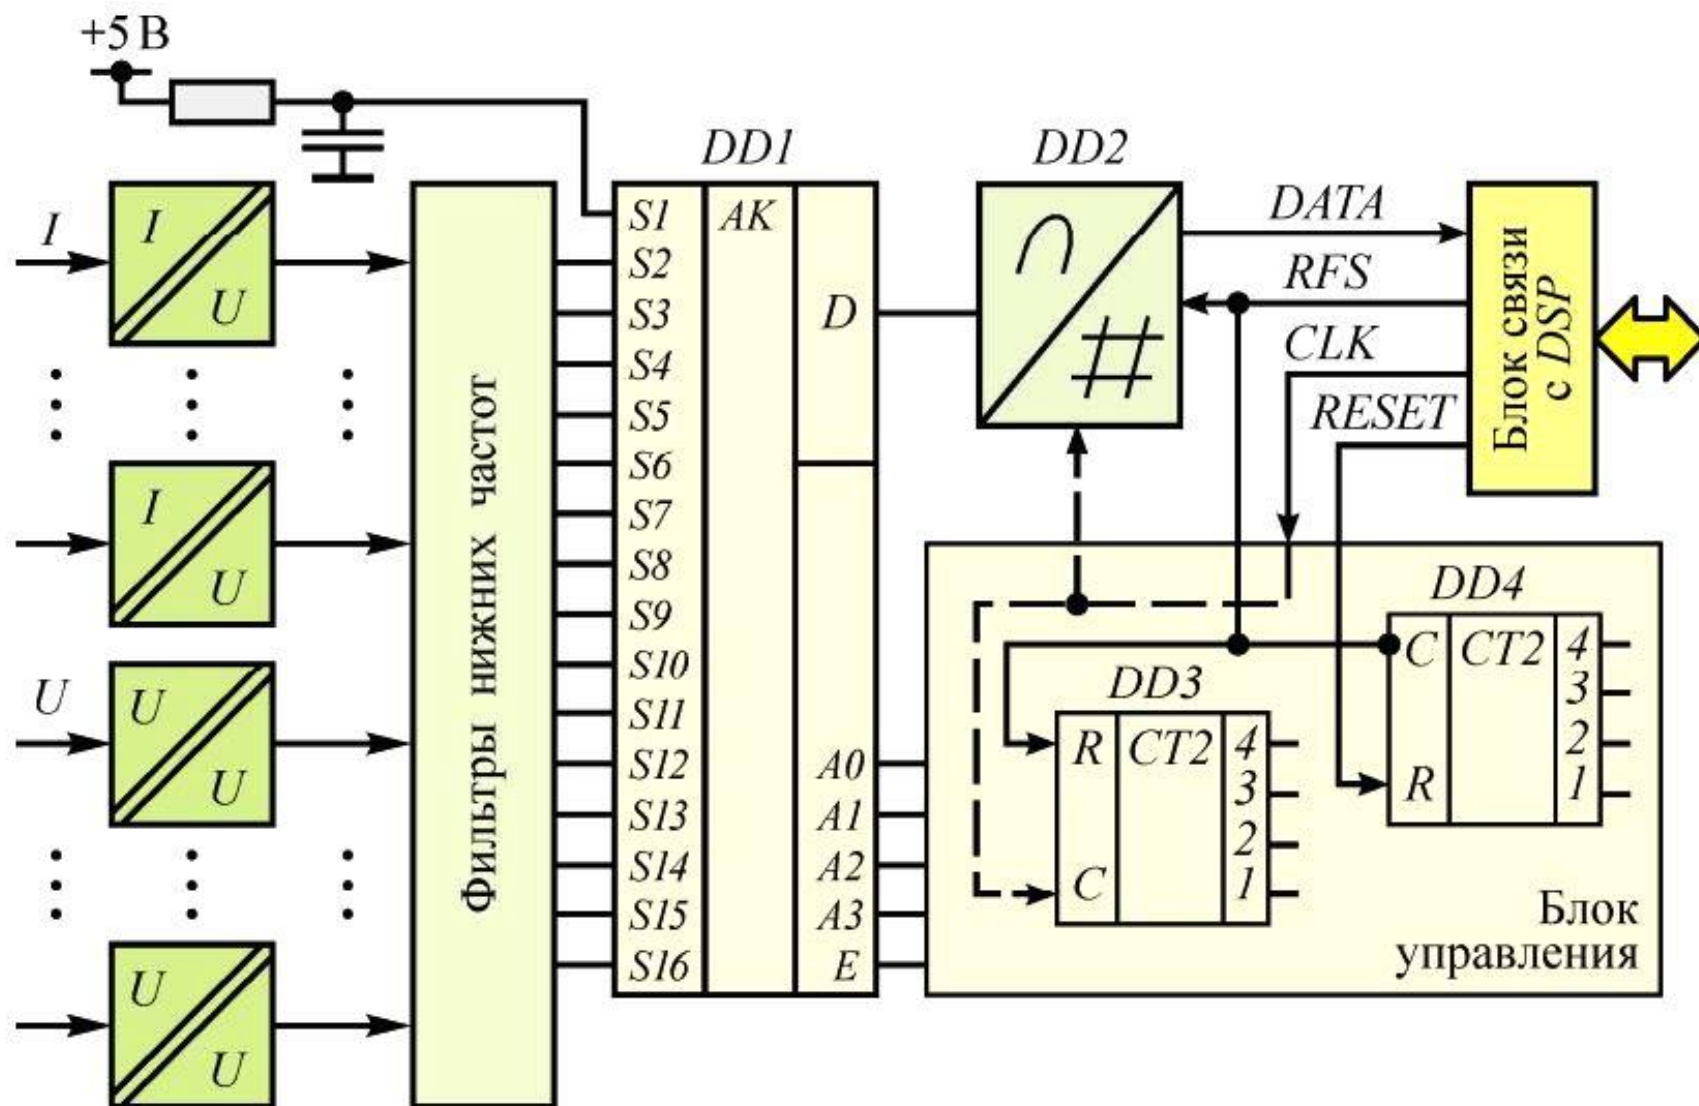 +5 В
I
I
U
I
U
U
U
U
U
U
Фильтры нижних частот
DD1
S1
S2
S3
S4
S5
S6
S7
S8
S9
S10
S11
S12
S13
S14
S15
S16
AK
D
A0
A1
A2
A3
E
DD2
DATA
RFS
CLK
RESET
Блок связи
с DSP
DD3
R
C
CT2
4
3
2
1
DD4
C
R
CT2
4
3
2
1
Блок
управления